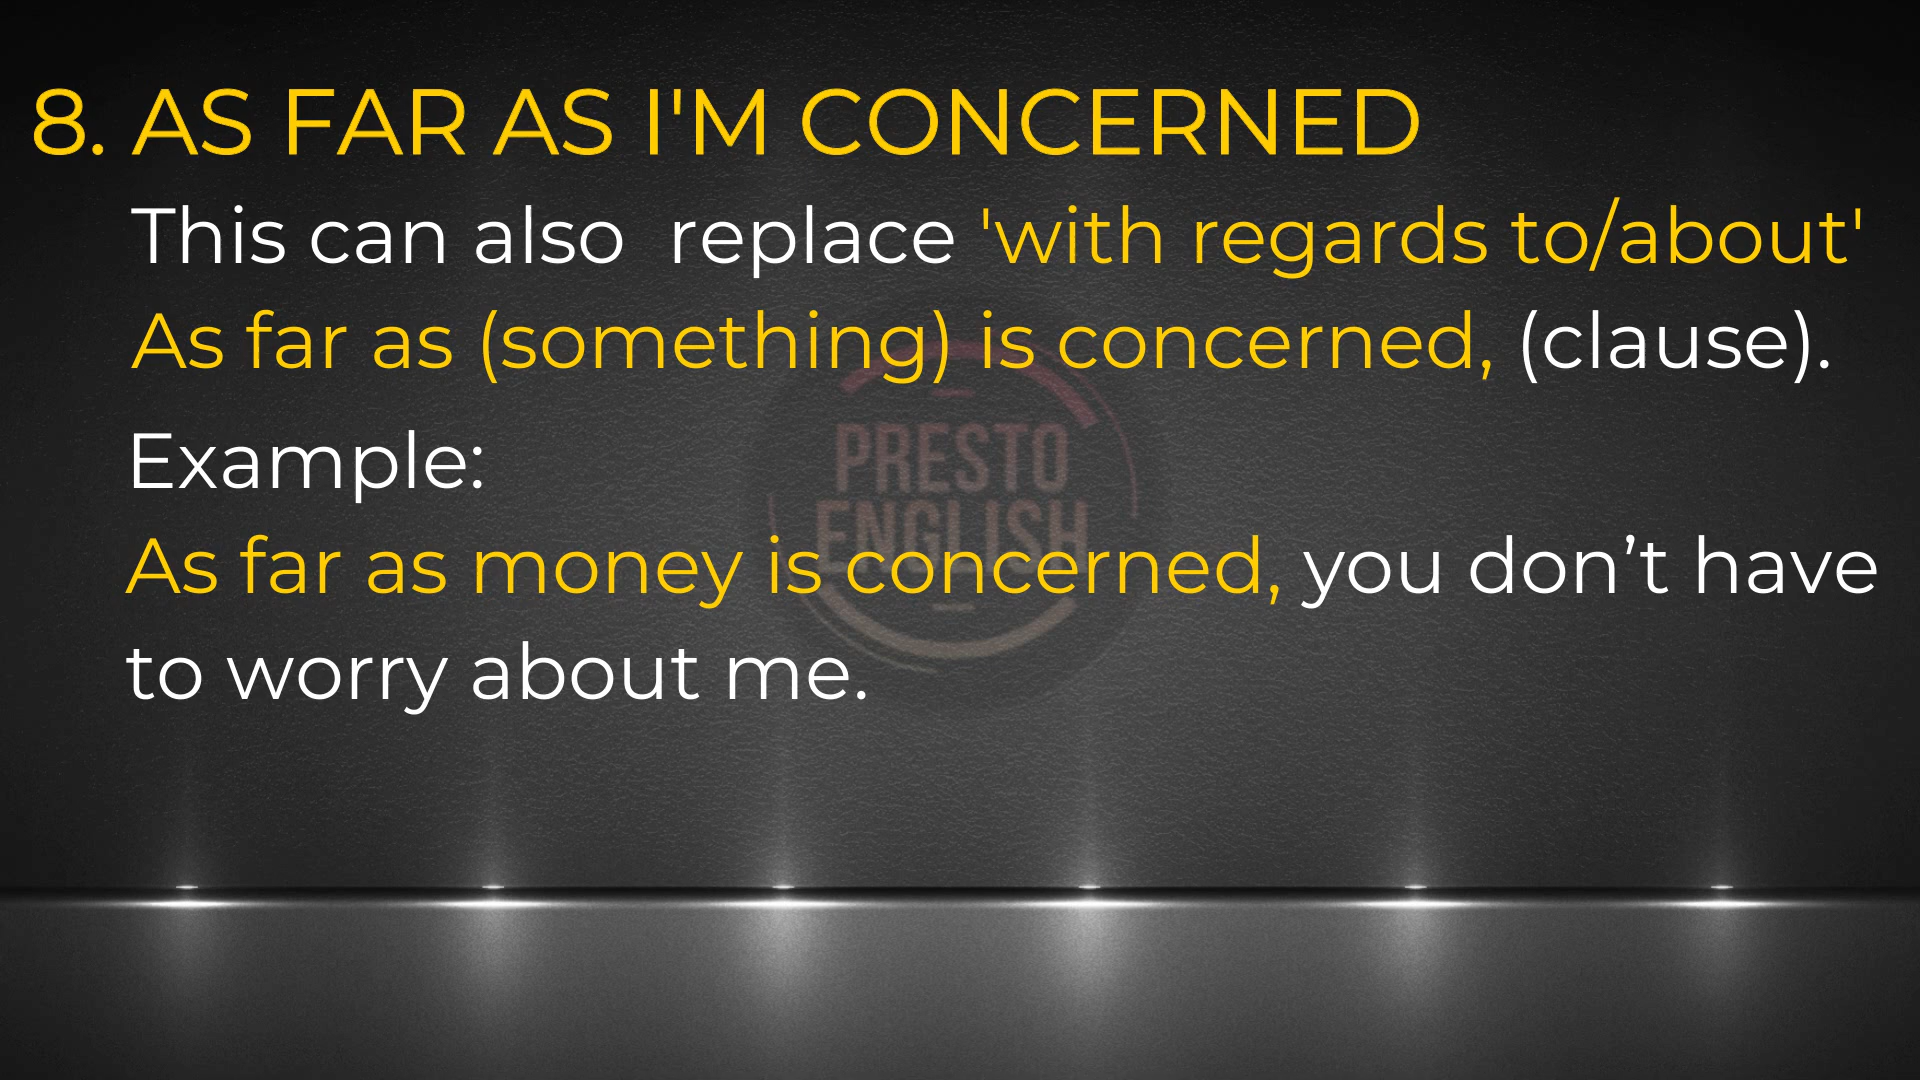 8. AS FAR AS I'M CONCERNED
This can also  replace 'with regards to/about'
As far as (something) is concerned, (clause).
Example:
As far as money is concerned, you don’t have
to worry about me.
PRESTO
ENGLISH